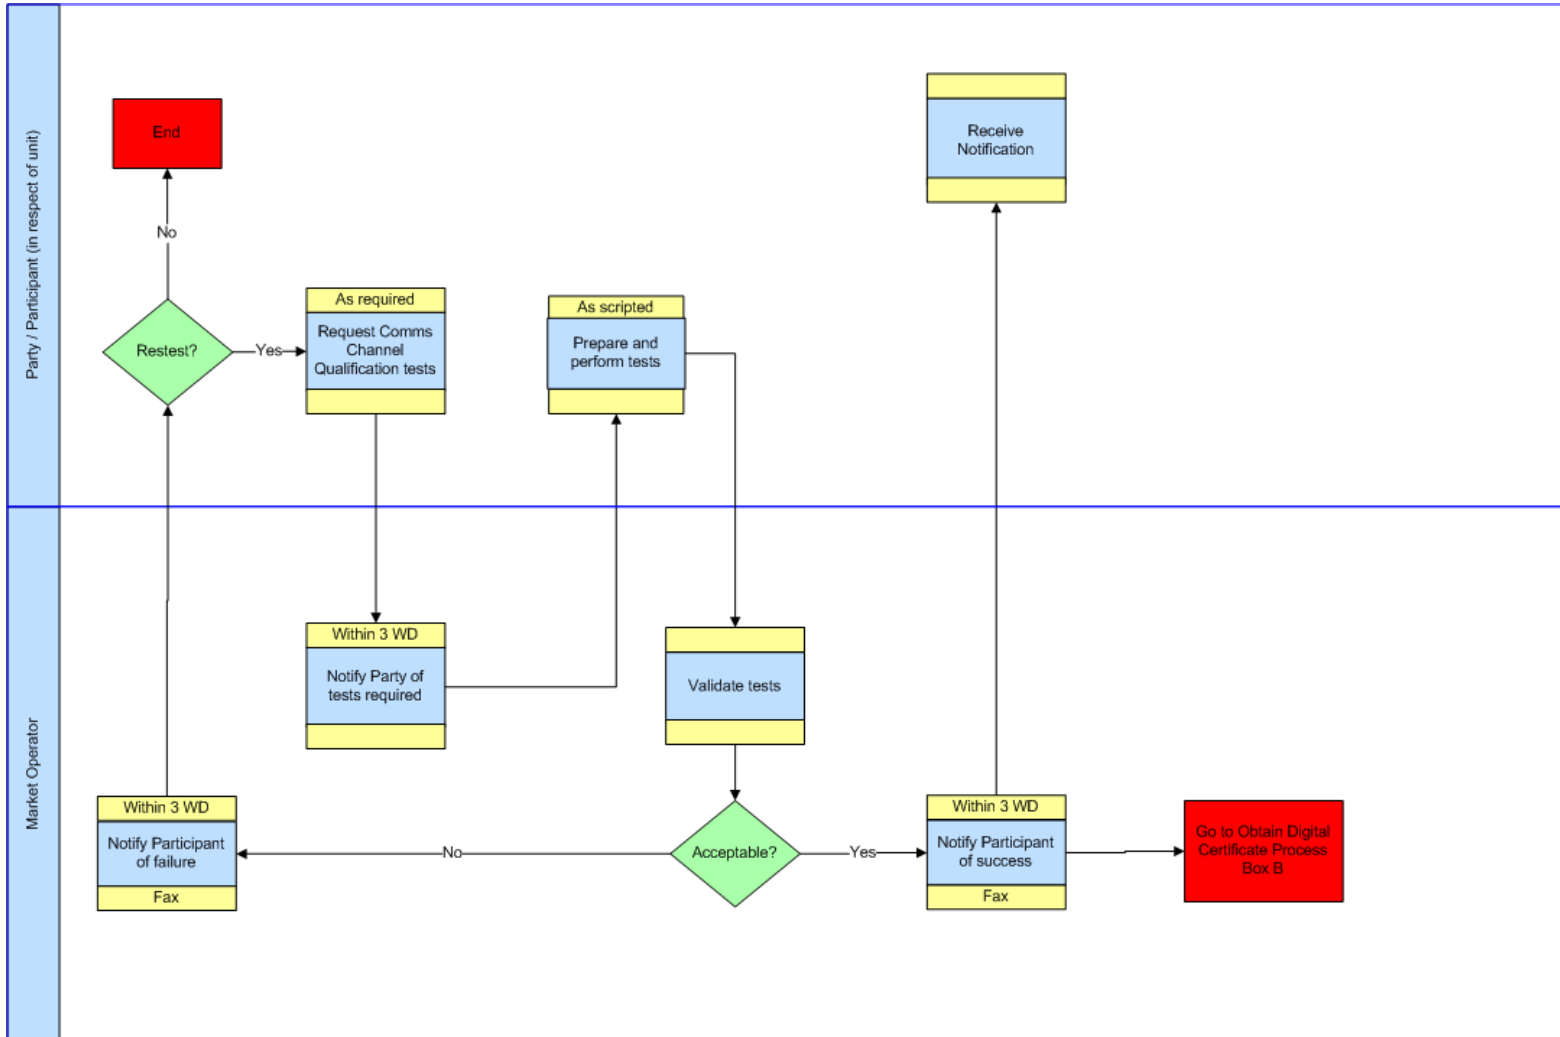 Party / Participant (in respect of unit)
End
No
Restest?
Yes
As required
Request Comms
Channel
Qualification tests
As scripted
Prepare and
perform tests
Receive
Notification
Market Operator
Within 3 WD
Notify Party of
tests required
Validate tests
Within 3 WD
Notify Participant
of failure
Fax
No
Acceptable?
Yes
Within 3 WD
Notify Participant
of success
Fax
Go to Obtain Digital
Certificate Process
Box B